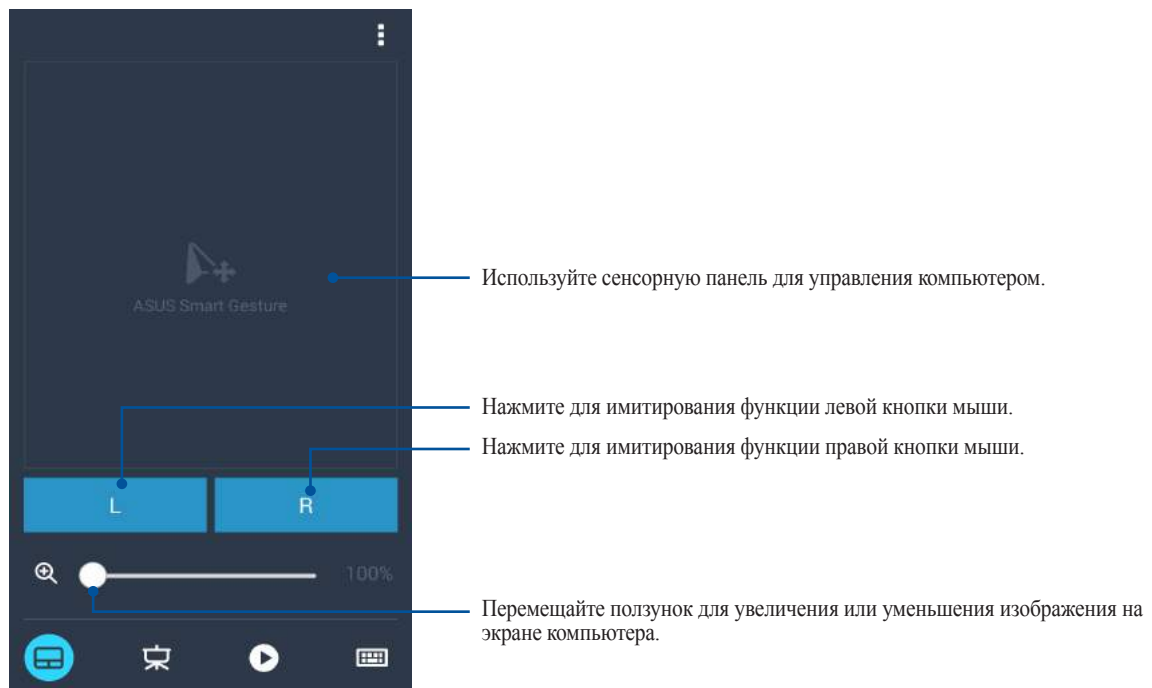 ASUS Smart Gesture
Используйте сенсорную панель для управления компьютером.
Нажмите для имитирования функции левой кнопки мыши.
Нажмите для имитирования функции правой кнопки мыши.
L
R
100%
Перемещайте ползунок для увеличения или уменьшения изображения на
экране компьютера.